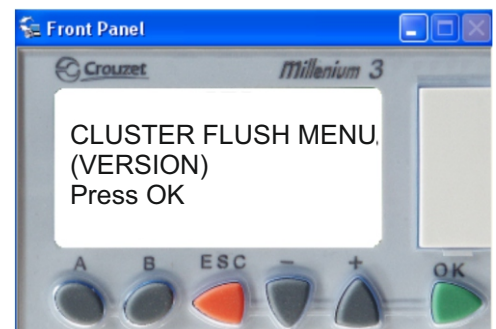 Front Panel
Crouzet
Millenium 3
CLUSTER FLUSH MENU.
(VERSION)
Press OK
A B ESC - + OK